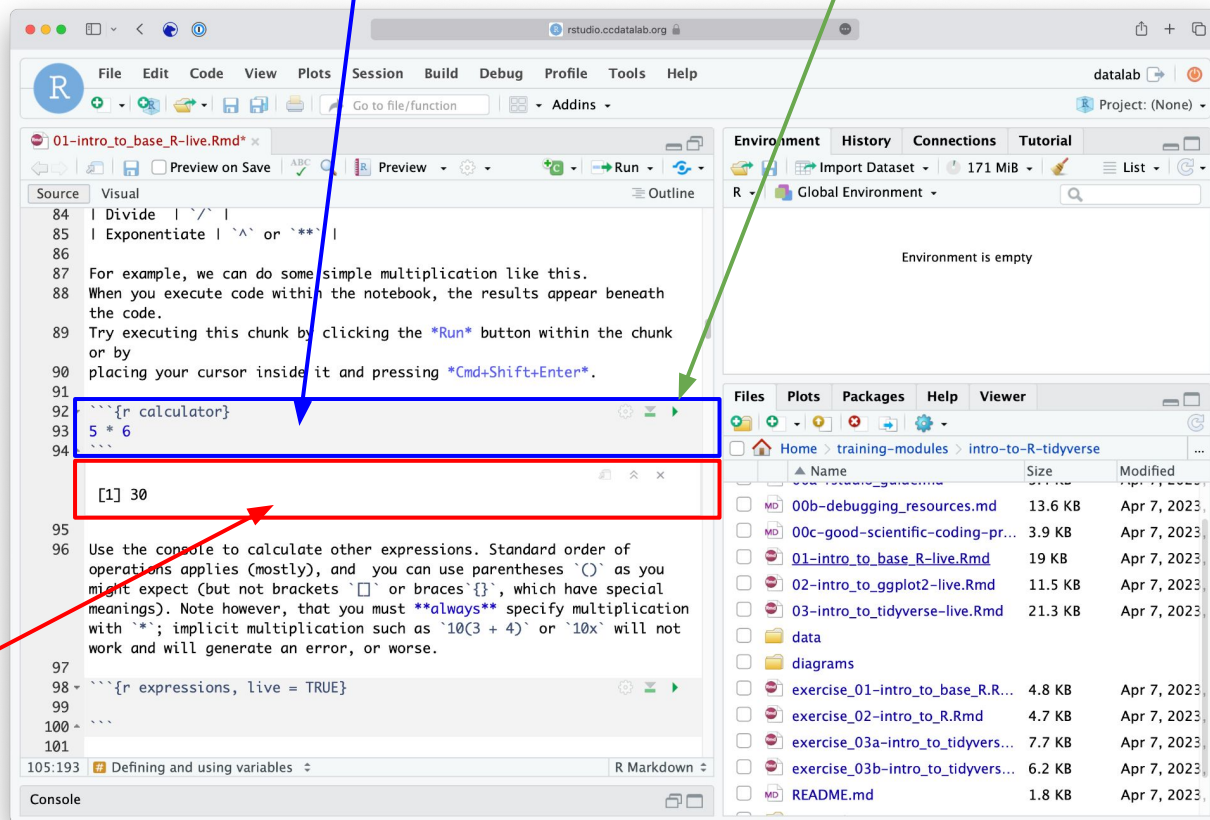 rstudio.ccdatalab.org
R File Edit Code View Plots Session Build Debug Profile Tools Help
datalab
Go to file/function
Addins
Project: (None)
01-intro_to_base_R-live.Rmd*
Preview on Save
Preview
Run
Source Visual
Outline
84 | Divide | `/` |
85 | Exponentiate | `^` or `**` |
86
87 For example, we can do some simple multiplication like this.
88 When you execute code within the notebook, the results appear beneath
the code.
89 Try executing this chunk by clicking the *Run* button within the chunk
or by
90 placing your cursor inside it and pressing *Cmd+Shift+Enter*.
91
92 ```{r calculator}
93 5 * 6
94 ```
[1] 30
95
96 Use the console to calculate other expressions. Standard order of
operations applies (mostly), and  you can use parentheses `()` as you
might expect (but not brackets `[]` or braces`{}`, which have special
meanings). Note however, that you must **always** specify multiplication
with `*`; implicit multiplication such as `10(3 + 4)` or `10x` will not
work and will generate an error, or worse.
97
98 ```{r expressions, live = TRUE}
99
100 ```
101
105:193 # Defining and using variables
R Markdown
Console
Environment History Connections Tutorial
Import Dataset 171 MiB List
R Global Environment
Environment is empty
Files Plots Packages Help Viewer
Home > training-modules > intro-to-R-tidyverse ...
Name Size Modified
00b-debugging_resources.md 13.6 KB Apr 7, 2023,
00c-good-scientific-coding-pr... 3.9 KB Apr 7, 2023,
01-intro_to_base_R-live.Rmd 19 KB Apr 7, 2023,
02-intro_to_ggplot2-live.Rmd 11.5 KB Apr 7, 2023,
03-intro_to_tidyverse-live.Rmd 21.3 KB Apr 7, 2023,
data
diagrams
exercise_01-intro_to_base_R.R... 4.8 KB Apr 7, 2023,
exercise_02-intro_to_R.Rmd 4.7 KB Apr 7, 2023,
exercise_03a-intro_to_tidyvers... 7.7 KB Apr 7, 2023,
exercise_03b-intro_to_tidyvers... 6.2 KB Apr 7, 2023,
README.md 1.8 KB Apr 7, 2023,